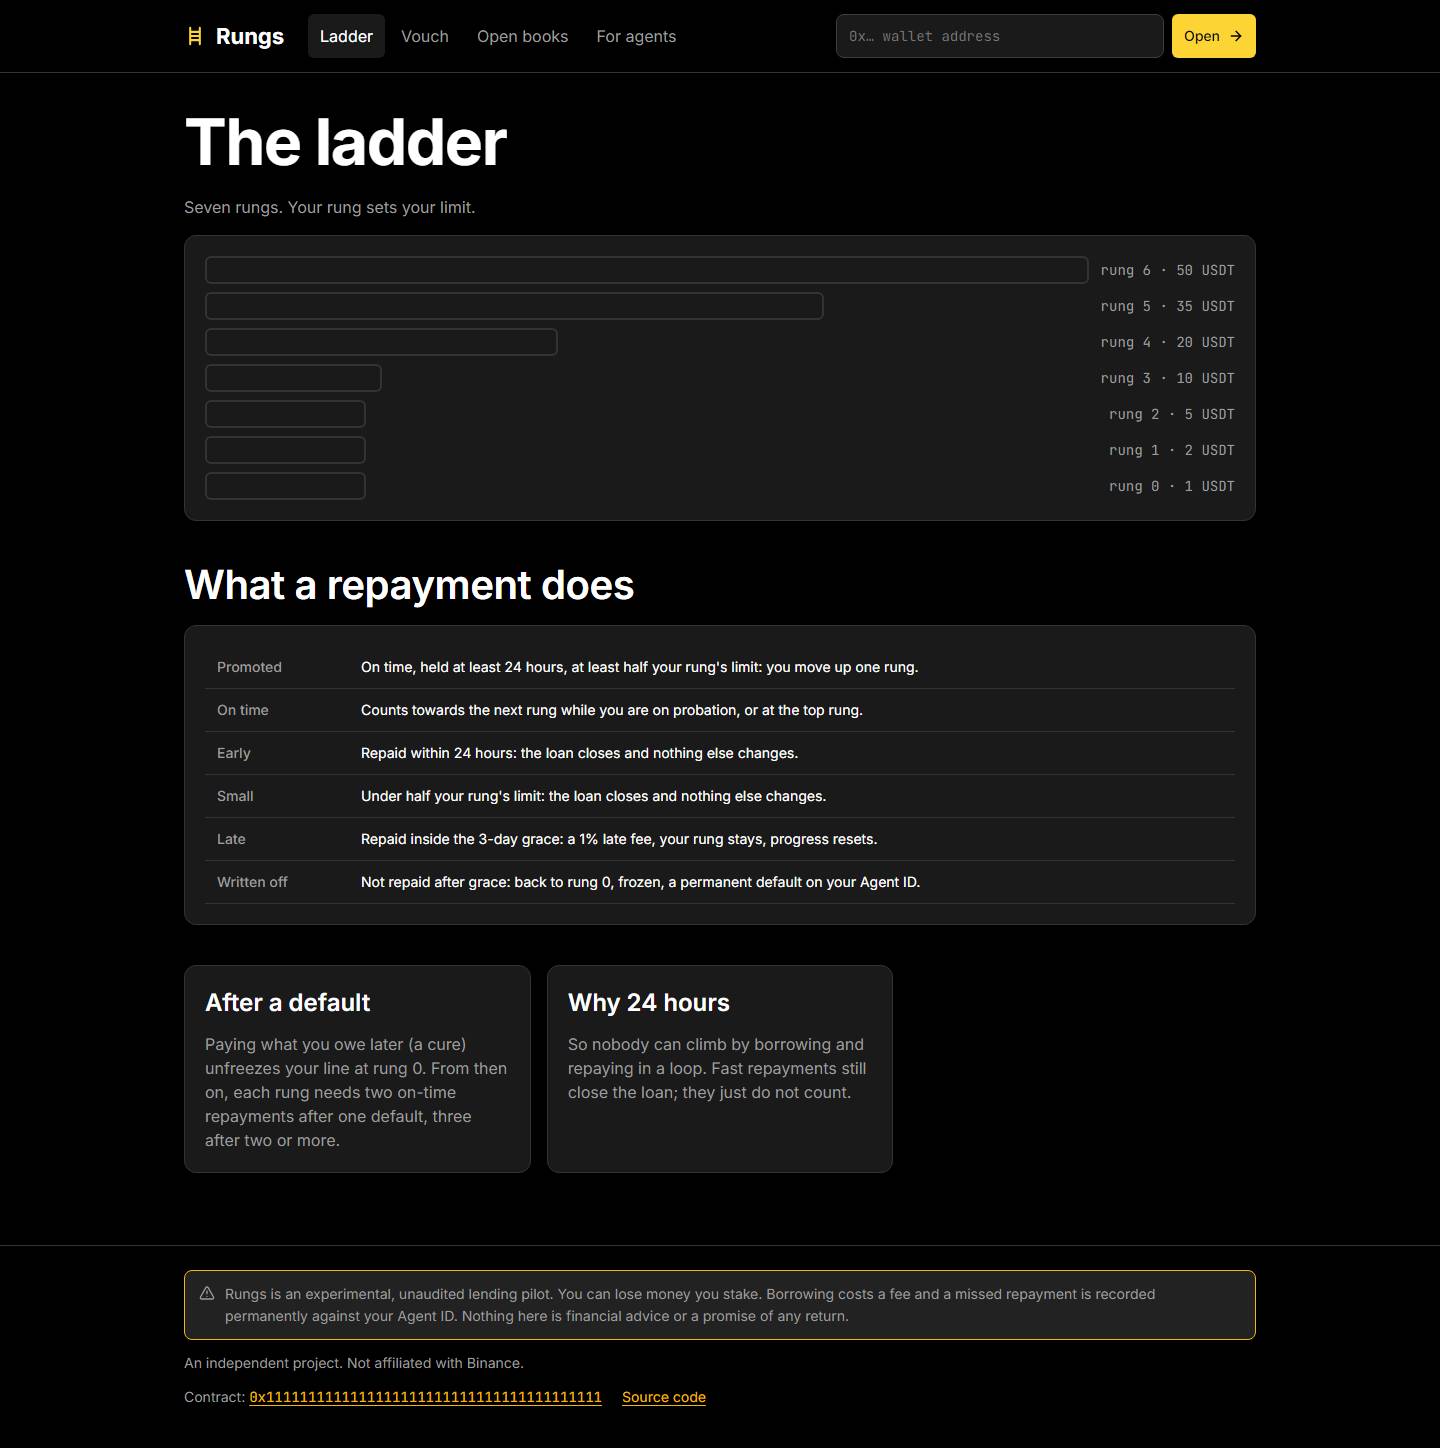 Rungs
Ladder
Vouch
Open books
For agents
0x… wallet address
Open
The ladder
Seven rungs. Your rung sets your limit.
rung 6 · 50 USDT
rung 5 · 35 USDT
rung 4 · 20 USDT
rung 3 · 10 USDT
rung 2 · 5 USDT
rung 1 · 2 USDT
rung 0 · 1 USDT
What a repayment does
Promoted On time, held at least 24 hours, at least half your rung's limit: you move up one rung.
On time Counts towards the next rung while you are on probation, or at the top rung.
Early Repaid within 24 hours: the loan closes and nothing else changes.
Small Under half your rung's limit: the loan closes and nothing else changes.
Late Repaid inside the 3-day grace: a 1% late fee, your rung stays, progress resets.
Written off Not repaid after grace: back to rung 0, frozen, a permanent default on your Agent ID.
After a default
Paying what you owe later (a cure)
unfreezes your line at rung 0. From then
on, each rung needs two on-time
repayments after one default, three
after two or more.
Why 24 hours
So nobody can climb by borrowing and
repaying in a loop. Fast repayments still
close the loan; they just do not count.
Rungs is an experimental, unaudited lending pilot. You can lose money you stake. Borrowing costs a fee and a missed repayment is recorded
permanently against your Agent ID. Nothing here is financial advice or a promise of any return.
An independent project. Not affiliated with Binance.
Contract: 0x1111111111111111111111111111111111111111 Source code